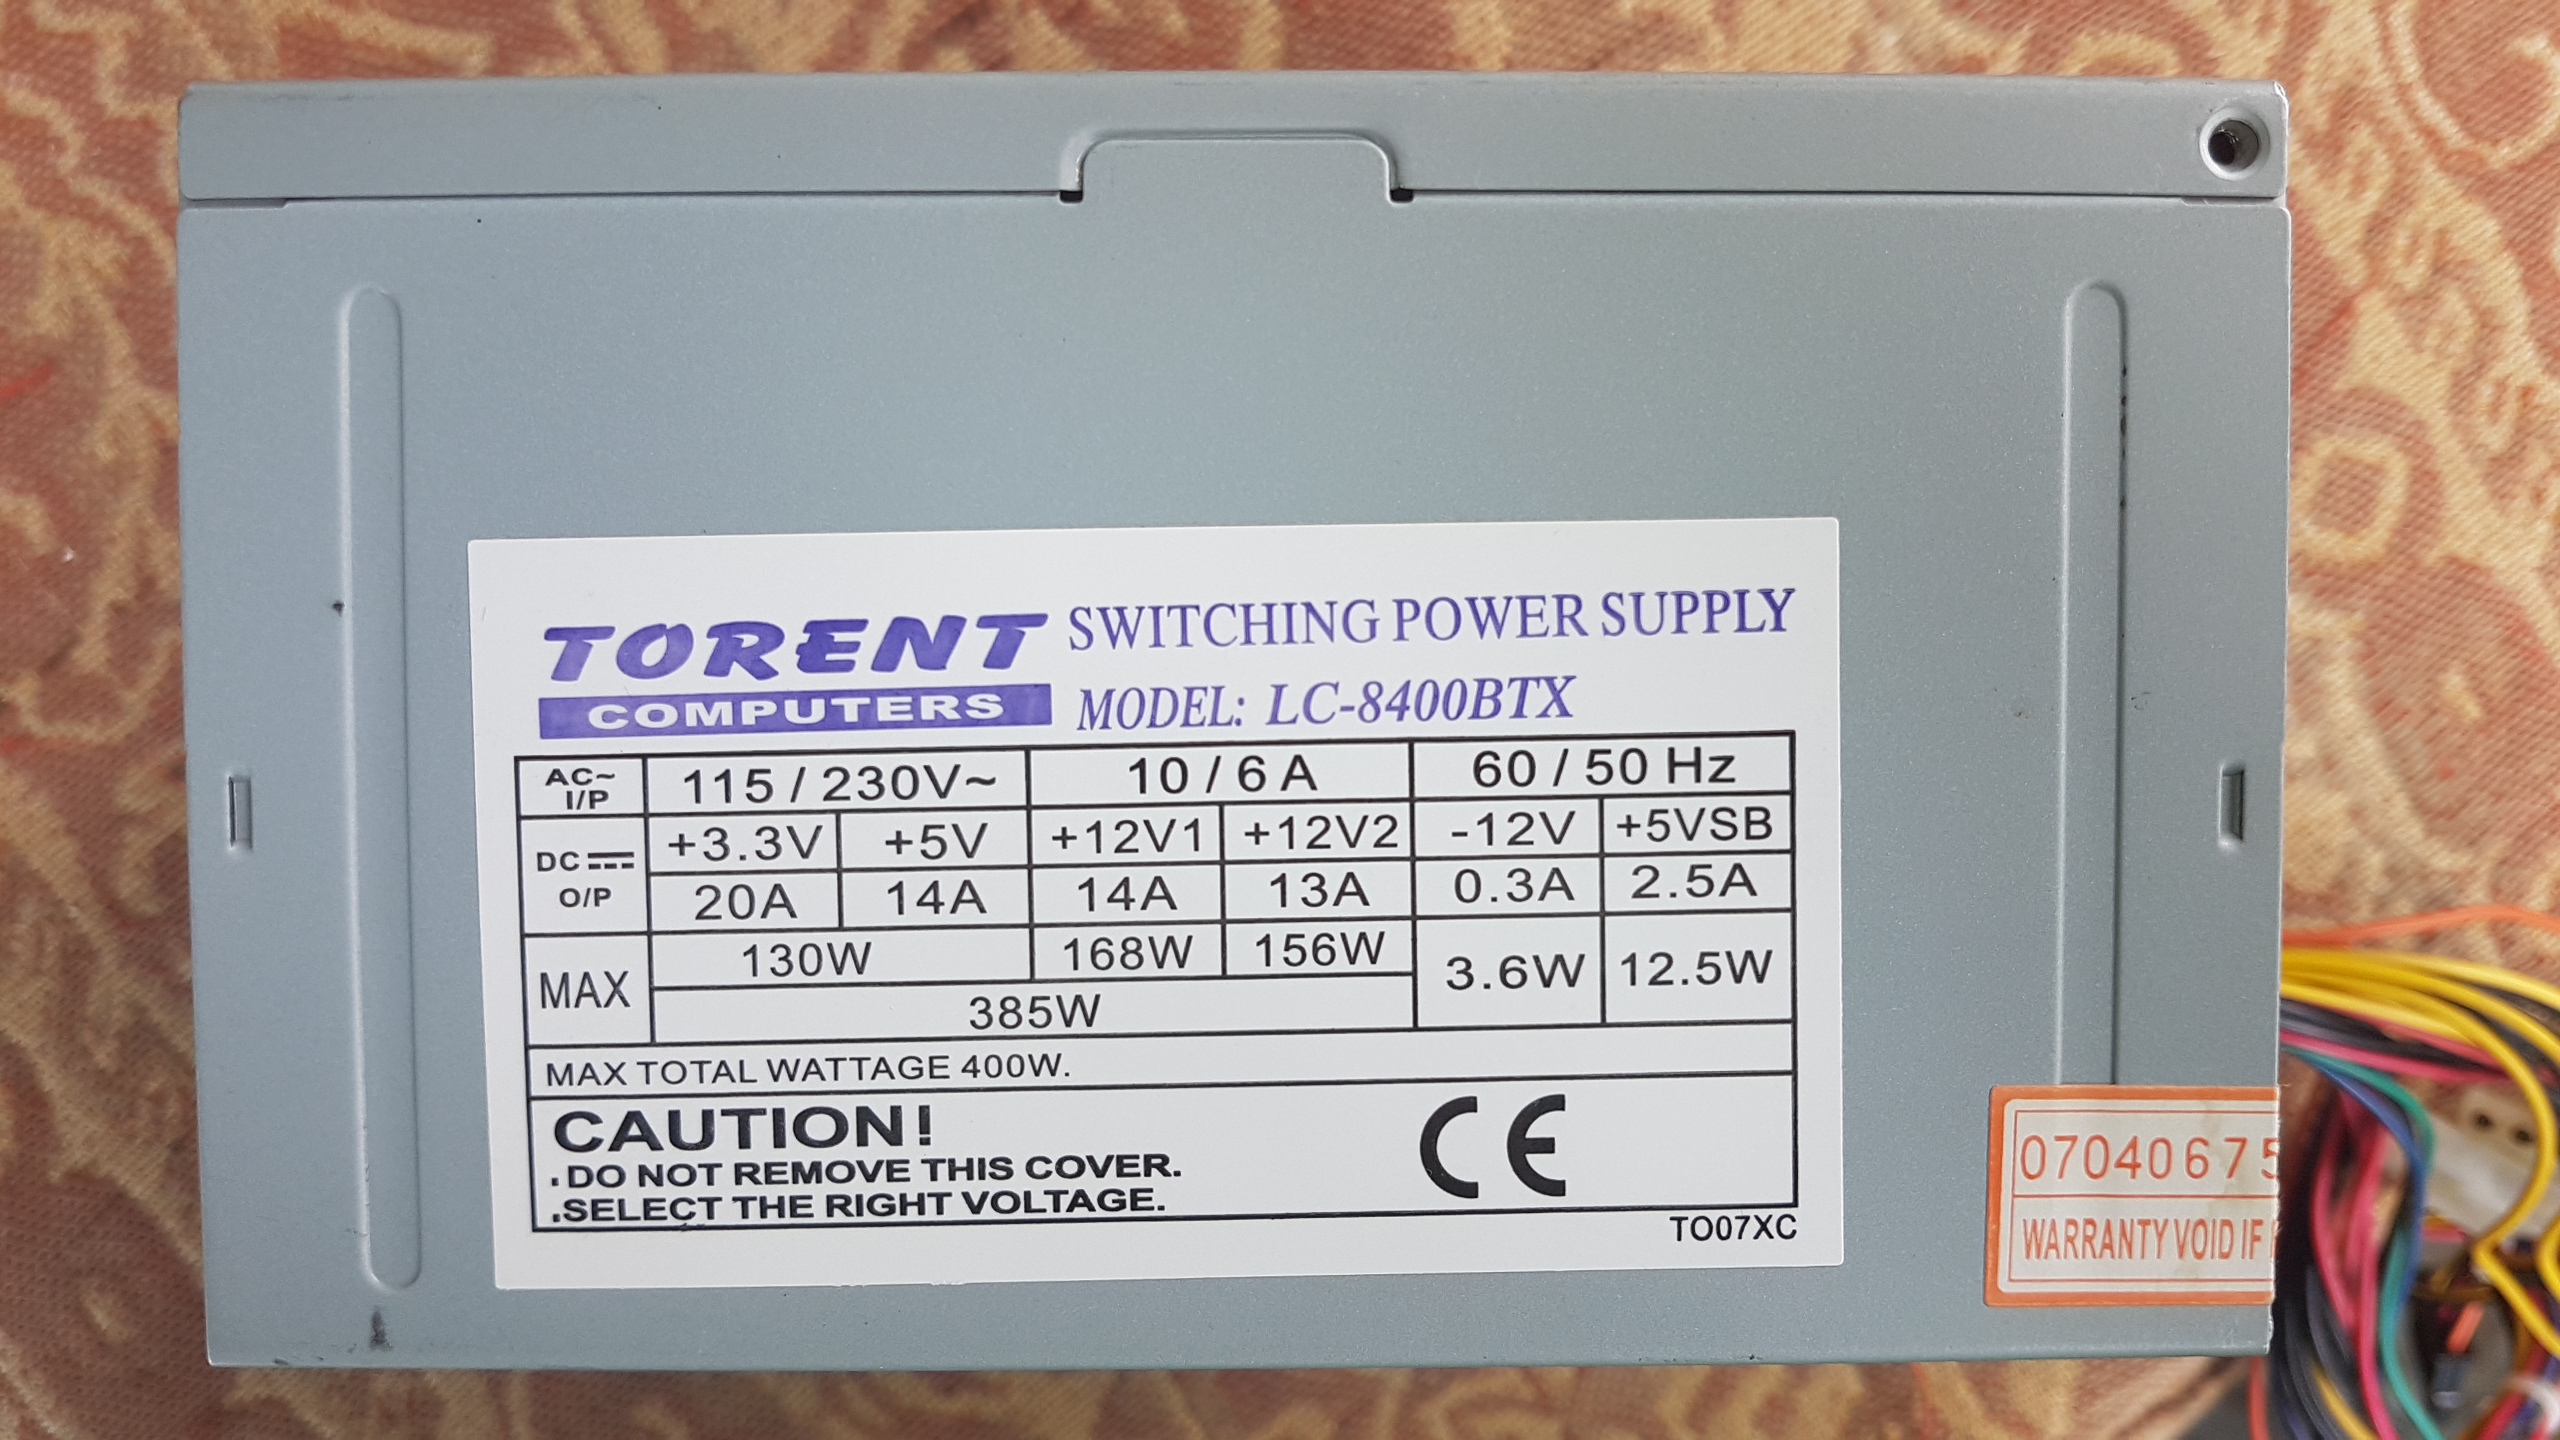 TORENT SWITCHING POWER SUPPLY
COMPUTERS MODEL: LC-8400BTX
AC~ I/P 115 / 230V~ 10 / 6 A 60 / 50 Hz
DC O/P +3.3V +5V +12V1 +12V2 -12V +5VSB
20A 14A 14A 13A 0.3A 2.5A
MAX 130W 168W 156W 3.6W 12.5W
385W
MAX TOTAL WATTAGE 400W.
CAUTION!
.DO NOT REMOVE THIS COVER.
.SELECT THE RIGHT VOLTAGE.
CE
TO07XC
07040675
WARRANTY VOID IF